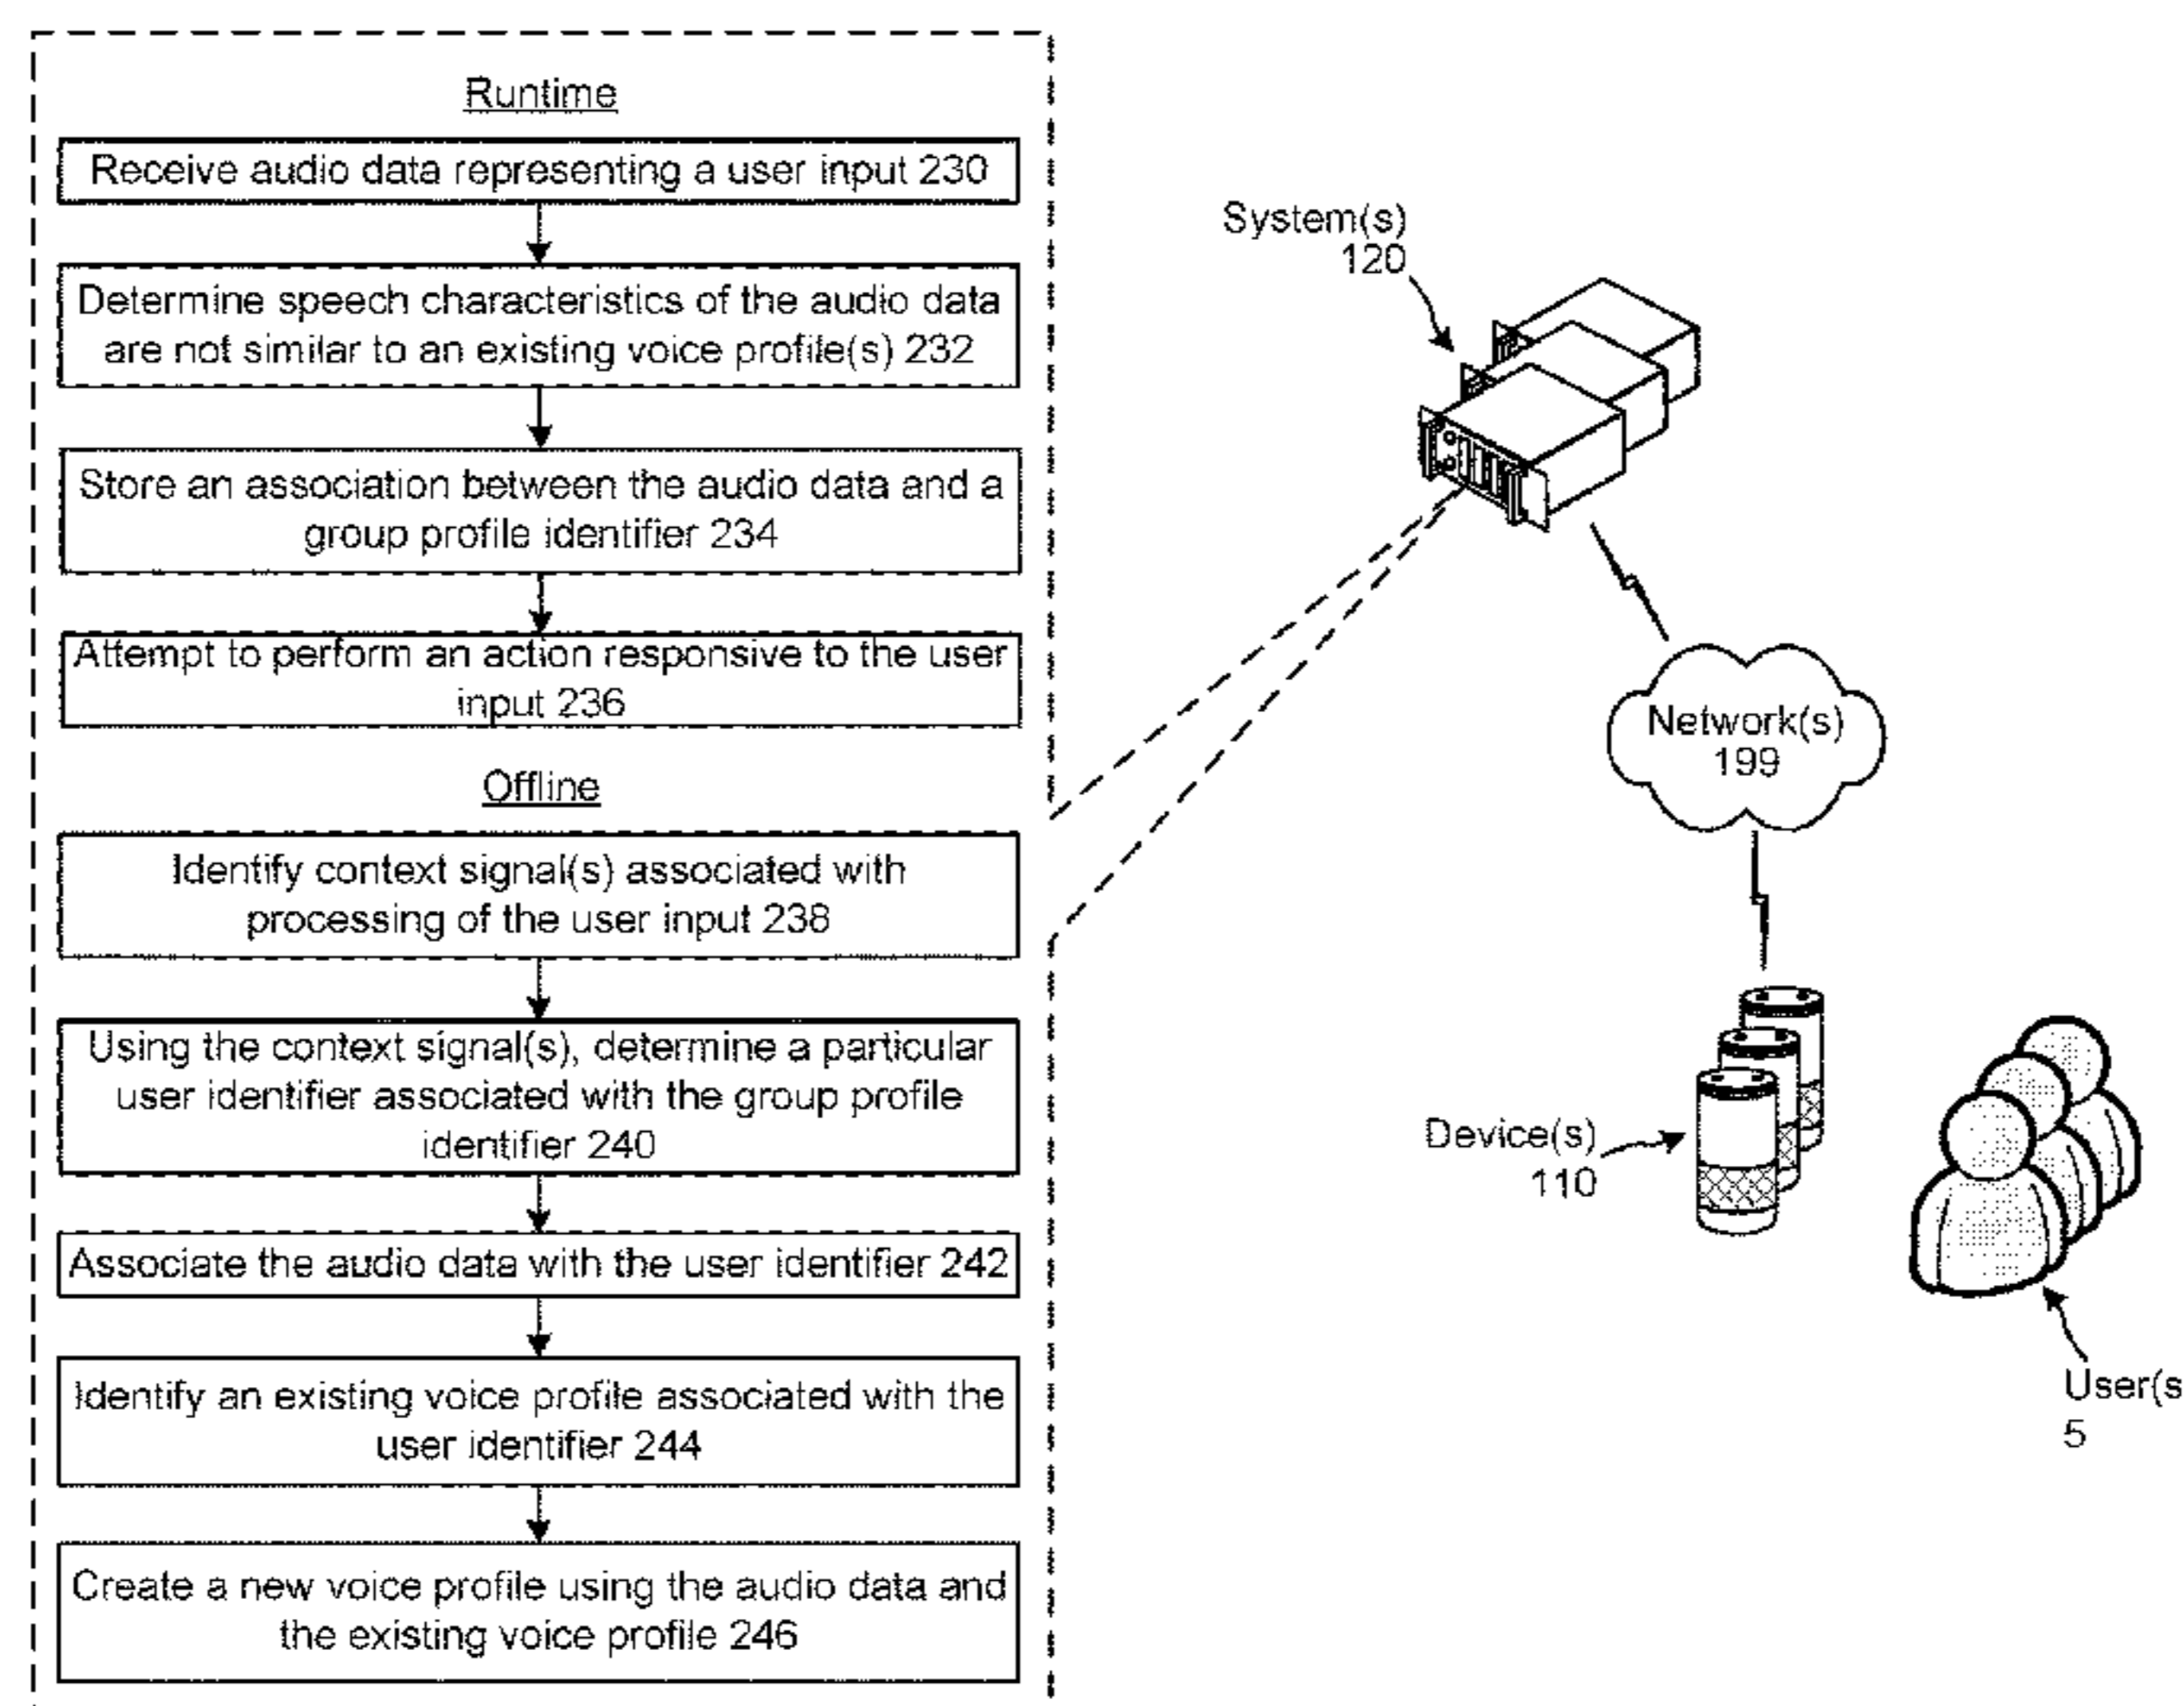 Runtime
Receive audio data representing a user input 230
Determine speech characteristics of the audio data
are not similar to an existing voice profile(s) 232
Store an association between the audio data and a
group profile identifier 234
Attempt to perform an action responsive to the user
input 236
Offline
Identify context signal(s) associated with
processing of the user input 238
Using the context signal(s), determine a particular
user identifier associated with the group profile
identifier 240
Associate the audio data with the user identifier 242
Identify an existing voice profile associated with the
user identifier 244
Create a new voice profile using the audio data and
the existing voice profile 246
System(s)
120
Network(s)
199
Device(s)
110
User(s
5